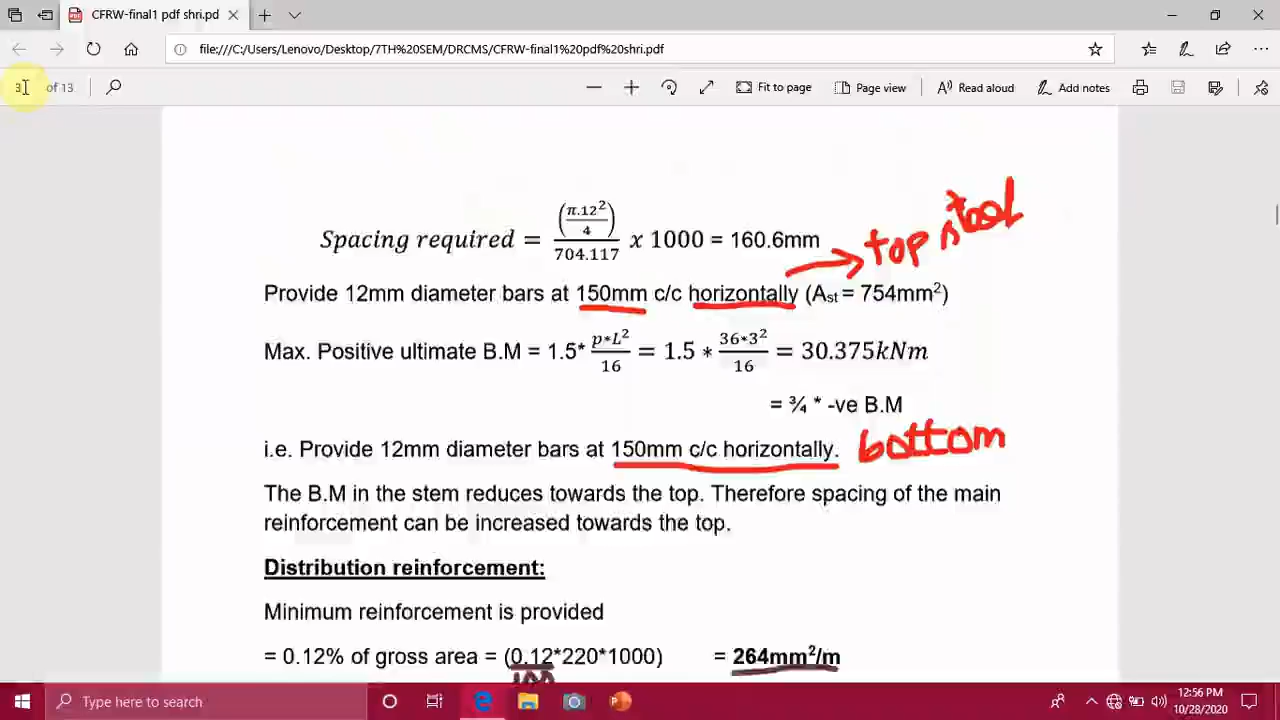 CFRW-final1 pdf shri.pd
file:///C:/Users/Lenovo/Desktop/7TH%20SEM/DRCMS/CFRW-final1%20pdf%20shri.pdf
3 of 13
Fit to page
Page view
Read aloud
Add notes
Spacing required = (π.12²/4)/704.117 x 1000 = 160.6mm
top steel
Provide 12mm diameter bars at 150mm c/c horizontally (Ast = 754mm²)
Max. Positive ultimate B.M = 1.5* p*L²/16 = 1.5 * 36*3²/16 = 30.375kNm
= ¾ * -ve B.M
i.e. Provide 12mm diameter bars at 150mm c/c horizontally. bottom
The B.M in the stem reduces towards the top. Therefore spacing of the main
reinforcement can be increased towards the top.
Distribution reinforcement:
Minimum reinforcement is provided
= 0.12% of gross area = (0.12*220*1000) = 264mm²/m
100
Type here to search
12:56 PM
10/28/2020